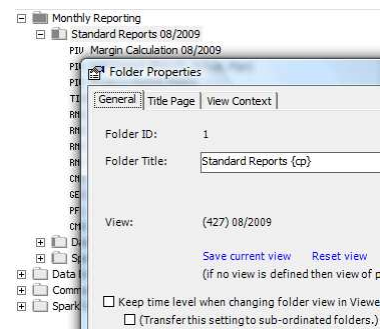 Monthly Reporting
Standard Reports 08/2009
PIV Margin Calculation 08/2009
Folder Properties
General Title Page View Context
Folder ID: 1
Folder Title: Standard Reports {cp}
View: (427) 08/2009
Save current view Reset view
(if no view is defined then view of p
Keep time level when changing folder view in Viewe
(Transfer this setting to sub-ordinated folders.)
PI
PI
TI
RM
RM
RM
RM
CM
GE
PF
CM
Da
Sp
Data
Comm
Spark